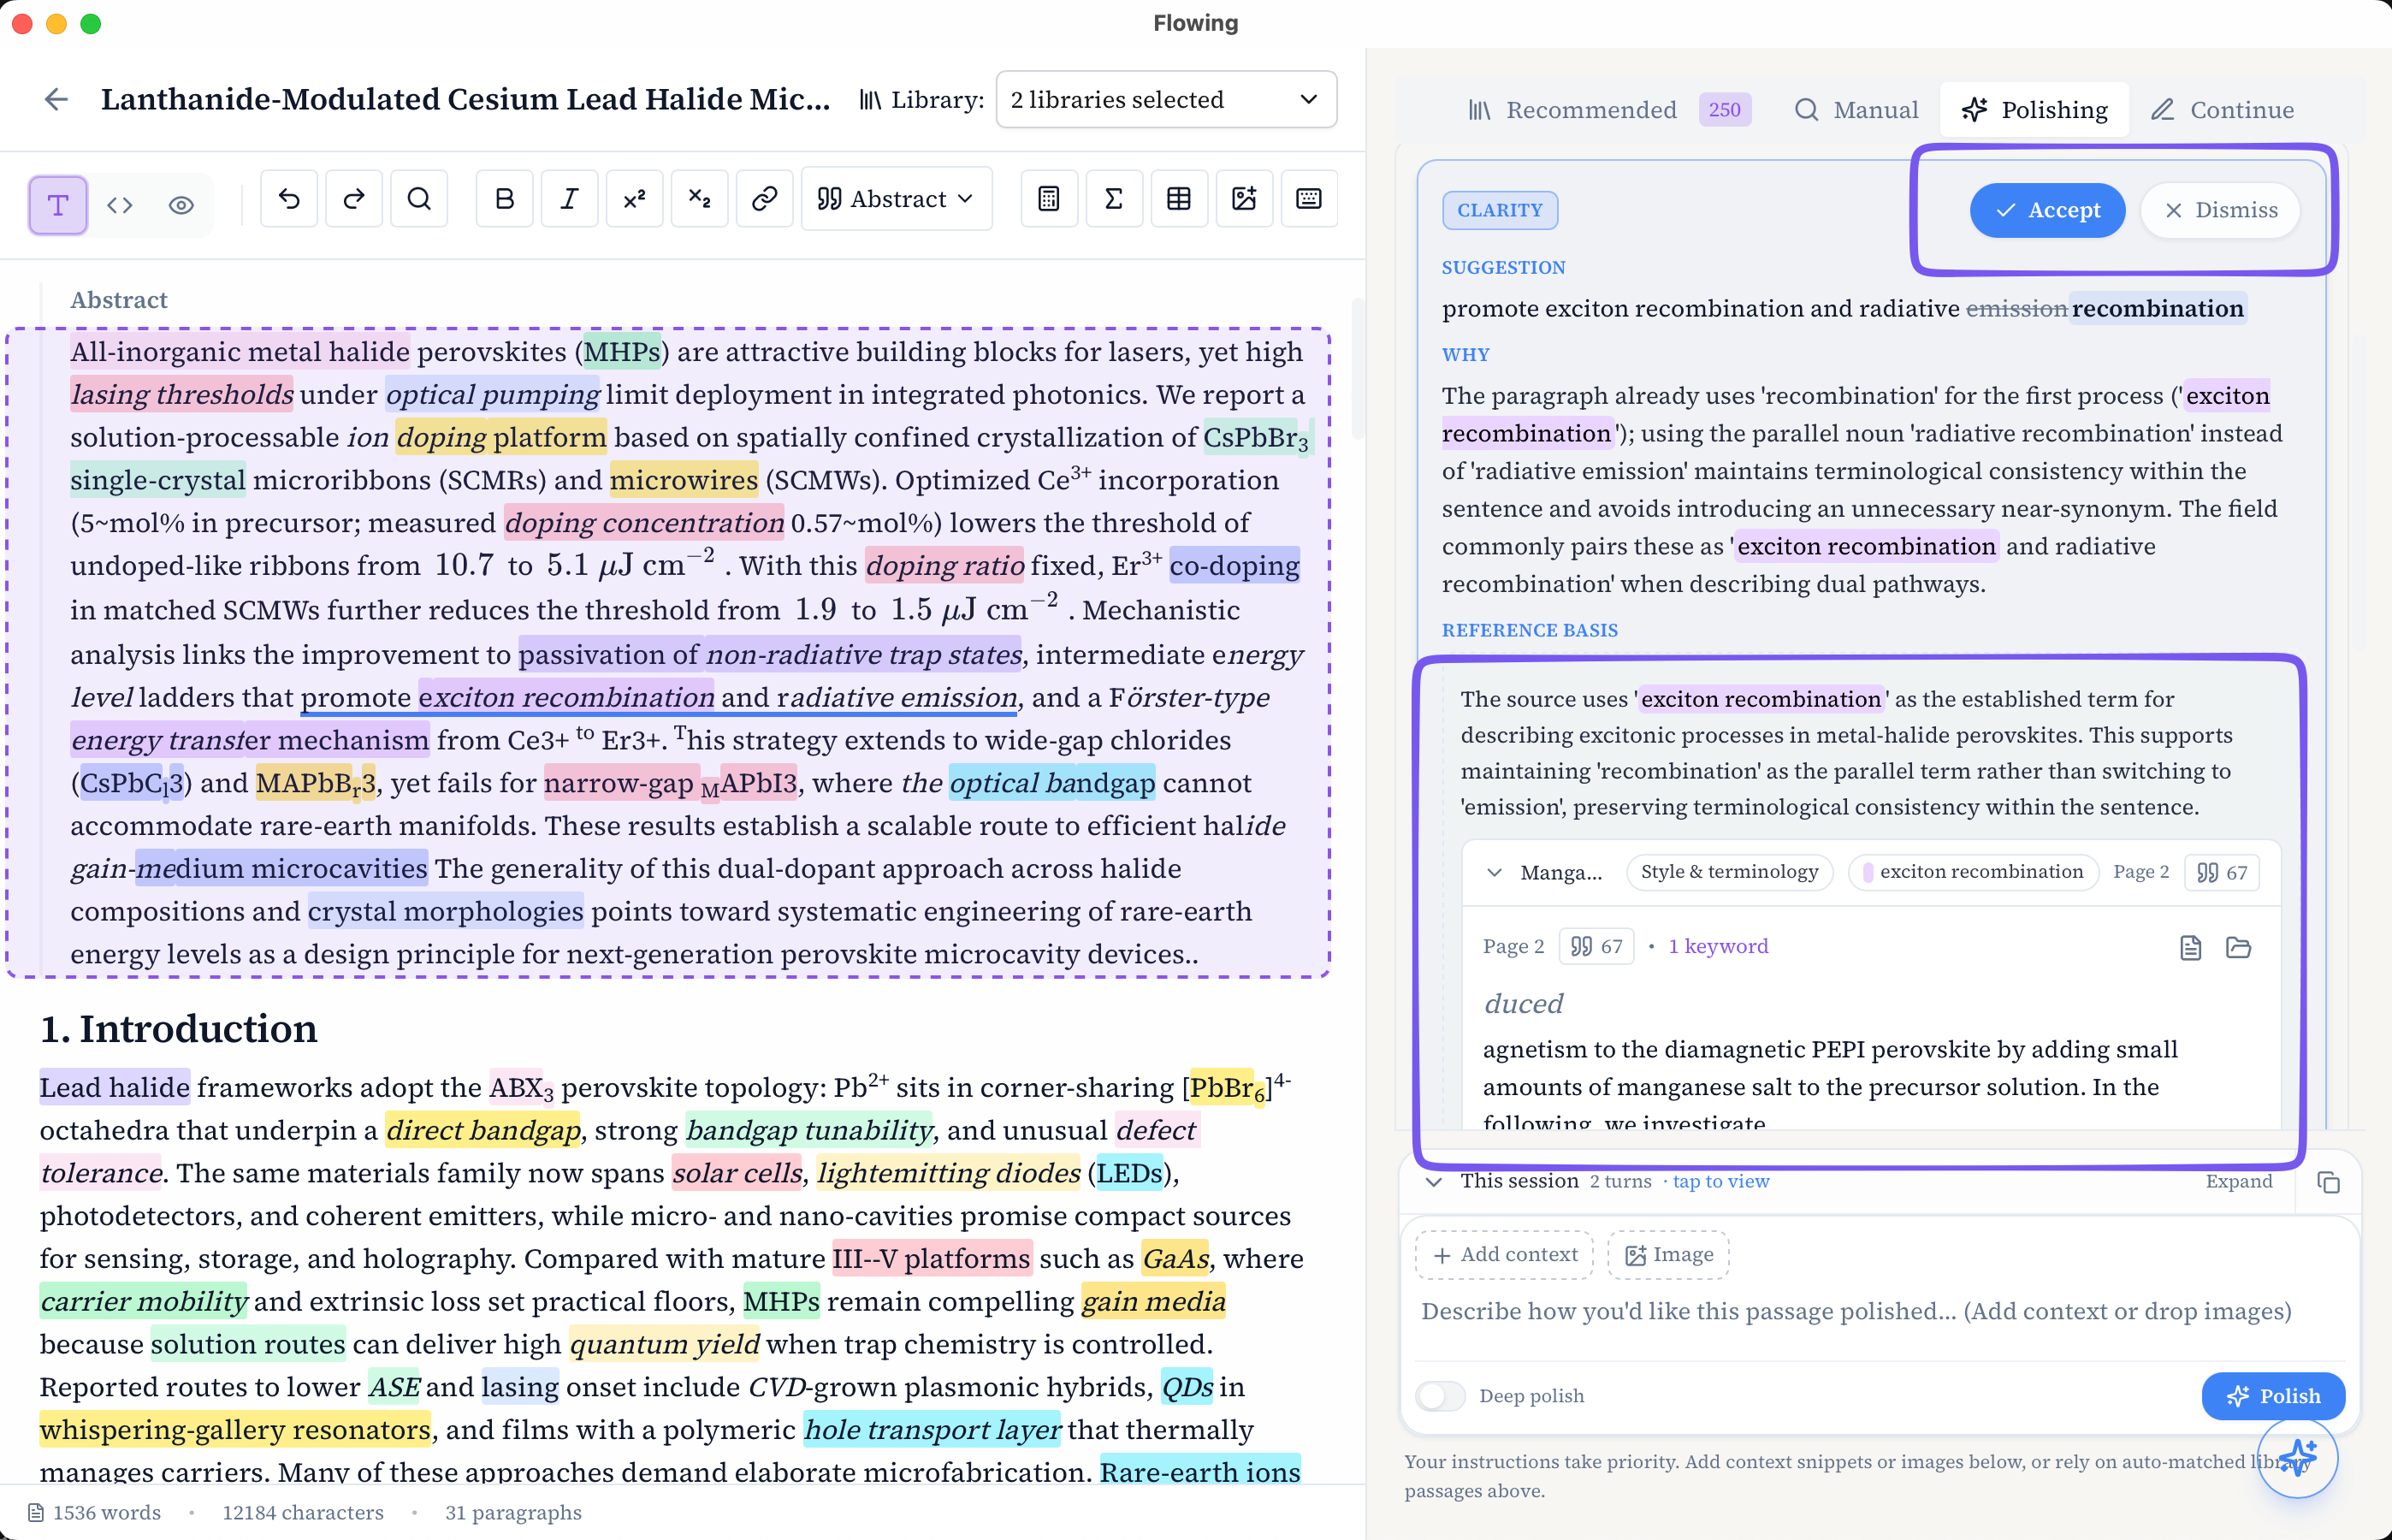 Flowing
Lanthanide-Modulated Cesium Lead Halide Mic...
Library:
2 libraries selected
T
<>
B
I
x²
x₂
Abstract
Σ
Abstract
All-inorganic metal halide perovskites (MHPs) are attractive building blocks for lasers, yet high
lasing thresholds under optical pumping limit deployment in integrated photonics. We report a
solution-processable ion doping platform based on spatially confined crystallization of CsPbBr₃
single-crystal microribbons (SCMRs) and microwires (SCMWs). Optimized Ce³⁺ incorporation
(5~mol% in precursor; measured doping concentration 0.57~mol%) lowers the threshold of
undoped-like ribbons from 10.7 to 5.1 μJ cm⁻² . With this doping ratio fixed, Er³⁺ co-doping
in matched SCMWs further reduces the threshold from 1.9 to 1.5 μJ cm⁻² . Mechanistic
analysis links the improvement to passivation of non-radiative trap states, intermediate energy
level ladders that promote exciton recombination and radiative emission, and a Förster-type
energy transfer mechanism from Ce3+ to Er3+. This strategy extends to wide-gap chlorides
(CsPbCl3) and MAPbBr3, yet fails for narrow-gap MAPbI3, where the optical bandgap cannot
accommodate rare-earth manifolds. These results establish a scalable route to efficient halide
gain-medium microcavities The generality of this dual-dopant approach across halide
compositions and crystal morphologies points toward systematic engineering of rare-earth
energy levels as a design principle for next-generation perovskite microcavity devices..
1. Introduction
Lead halide frameworks adopt the ABX₃ perovskite topology: Pb²⁺ sits in corner-sharing [PbBr₆]⁴⁻
octahedra that underpin a direct bandgap, strong bandgap tunability, and unusual defect
tolerance. The same materials family now spans solar cells, lightemitting diodes (LEDs),
photodetectors, and coherent emitters, while micro- and nano-cavities promise compact sources
for sensing, storage, and holography. Compared with mature III--V platforms such as GaAs, where
carrier mobility and extrinsic loss set practical floors, MHPs remain compelling gain media
because solution routes can deliver high quantum yield when trap chemistry is controlled.
Reported routes to lower ASE and lasing onset include CVD-grown plasmonic hybrids, QDs in
whispering-gallery resonators, and films with a polymeric hole transport layer that thermally
manages carriers. Many of these approaches demand elaborate microfabrication. Rare-earth ions
1536 words • 12184 characters • 31 paragraphs
Recommended 250
Manual
Polishing
Continue
CLARITY
Accept
Dismiss
SUGGESTION
promote exciton recombination and radiative emission recombination
WHY
The paragraph already uses 'recombination' for the first process ('exciton
recombination'); using the parallel noun 'radiative recombination' instead
of 'radiative emission' maintains terminological consistency within the
sentence and avoids introducing an unnecessary near-synonym. The field
commonly pairs these as 'exciton recombination and radiative
recombination' when describing dual pathways.
REFERENCE BASIS
The source uses 'exciton recombination' as the established term for
describing excitonic processes in metal-halide perovskites. This supports
maintaining 'recombination' as the parallel term rather than switching to
'emission', preserving terminological consistency within the sentence.
Manga... Style & terminology exciton recombination Page 2 67
Page 2 67 • 1 keyword
duced
agnetism to the diamagnetic PEPI perovskite by adding small
amounts of manganese salt to the precursor solution. In the
following, we investigate
This session 2 turns · tap to view Expand
Add context
Image
Describe how you'd like this passage polished... (Add context or drop images)
Deep polish
Polish
Your instructions take priority. Add context snippets or images below, or rely on auto-matched library
passages above.